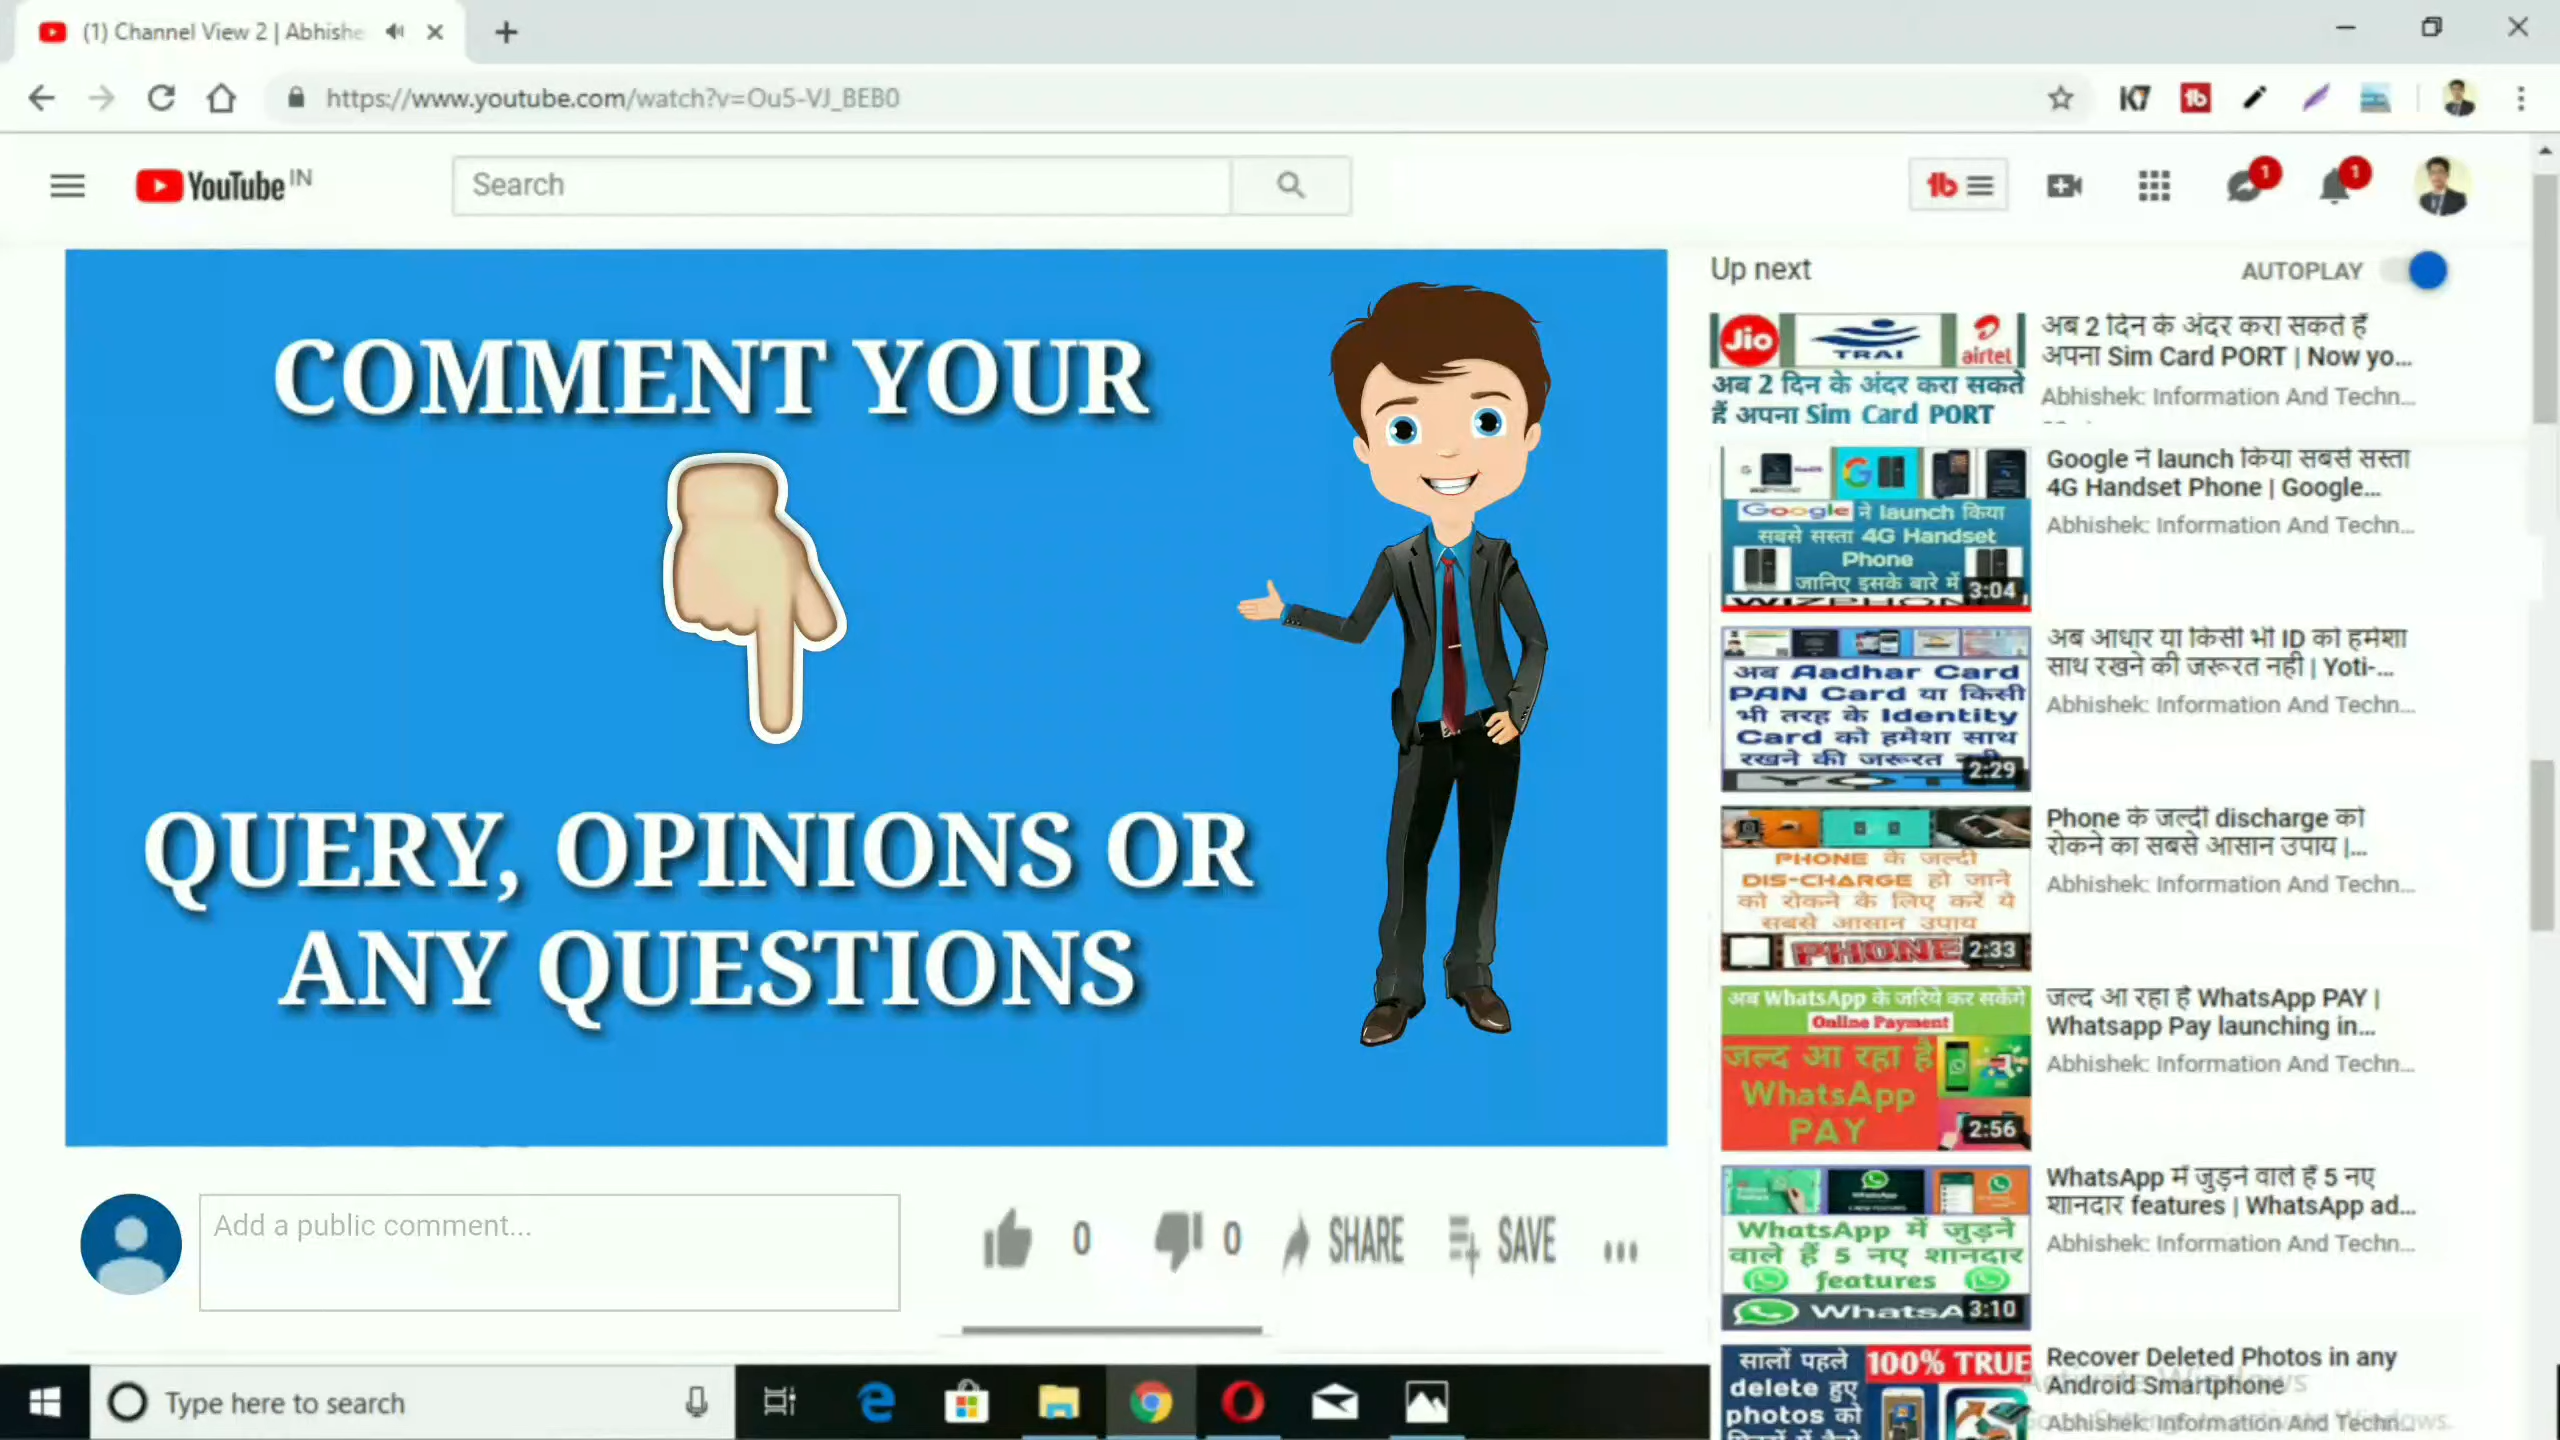 (1) Channel View 2 | Abhishe
https://www.youtube.com/watch?v=Ou5-VJ_BEB0
YouTube IN
Search
1
1
COMMENT YOUR
QUERY, OPINIONS OR
ANY QUESTIONS
Add a public comment...
0
0
SHARE
SAVE
Up next
AUTOPLAY
Jio
TRAI
airtel
अब 2 दिन के अंदर करा सकते
हैं अपना Sim Card PORT
अब 2 दिन के अंदर करा सकते हैं
अपना Sim Card PORT | Now yo...
Abhishek: Information And Techn...
Google ने launch किया
सबसे सस्ता 4G Handset
Phone
जानिए इसके बारे में
3:04
Google ने launch किया सबसे सस्ता
4G Handset Phone | Google...
Abhishek: Information And Techn...
अब Aadhar Card
PAN Card या किसी
भी तरह के Identity
Card को हमेशा साथ
रखने की जरूरत
2:29
अब आधार या किसी भी ID को हमेशा
साथ रखने की जरूरत नही | Yoti-...
Abhishek: Information And Techn...
PHONE के जल्दी
DIS-CHARGE हो जाने
को रोकने के लिए करें ये
सबसे आसान उपाय
PHONE
2:33
Phone के जल्दी discharge को
रोकने का सबसे आसान उपाय |...
Abhishek: Information And Techn...
अब WhatsApp के जरिये कर सकेंगे
Online Payment
जल्द आ रहा है
WhatsApp
PAY
2:56
जल्द आ रहा है WhatsApp PAY |
Whatsapp Pay launching in...
Abhishek: Information And Techn...
WhatsApp में जुड़ने
वाले हैं 5 नए शानदार
features
WhatsA
3:10
WhatsApp में जुड़ने वाले हैं 5 नए
शानदार features | WhatsApp ad...
Abhishek: Information And Techn...
सालों पहले
delete हुए
photos को
100% TRUE
Recover Deleted Photos in any
Android Smartphone
Abhishek: Information And Techn...
Type here to search